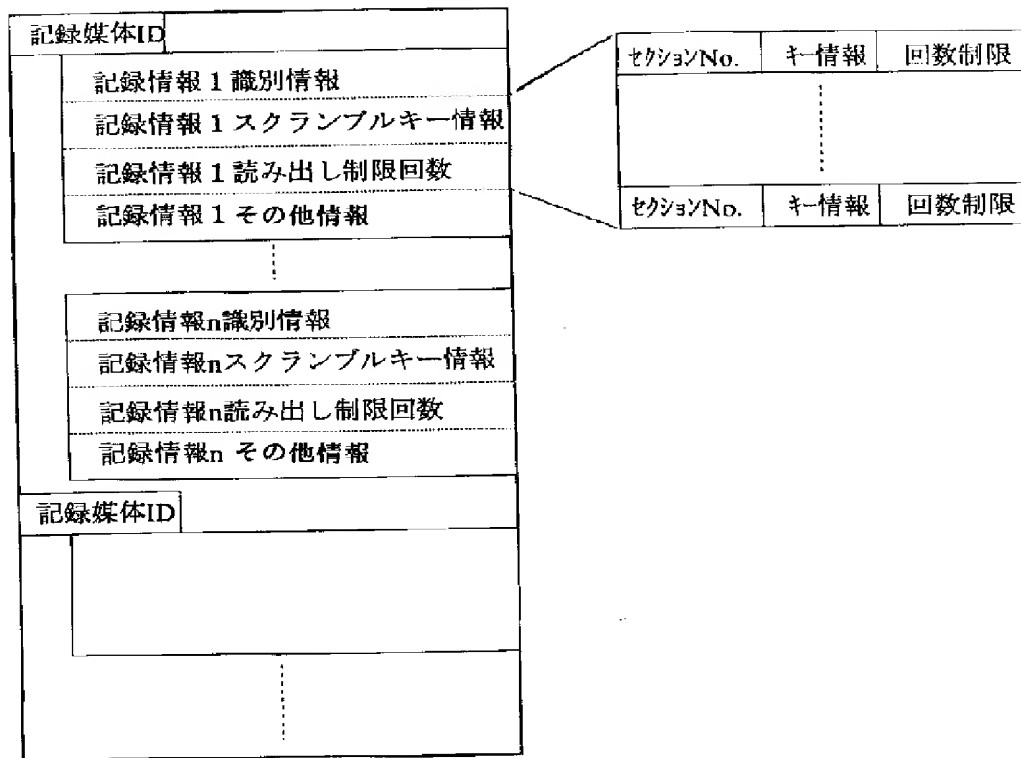 記録媒体ID
記録情報1識別情報
記録情報1スクランブルキー情報
記録情報1読み出し制限回数
記録情報1その他情報
記録情報n識別情報
記録情報nスクランブルキー情報
記録情報n読み出し制限回数
記録情報n その他情報
記録媒体ID
セクションNo. キー情報 回数制限
セクションNo. キー情報 回数制限